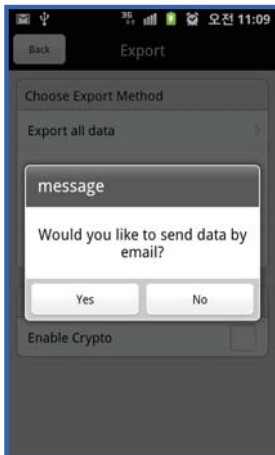 3G 오전 11:09
Back Export
Choose Export Method
Export all data
message
Would you like to send data by
email?
Yes No
Enable Crypto